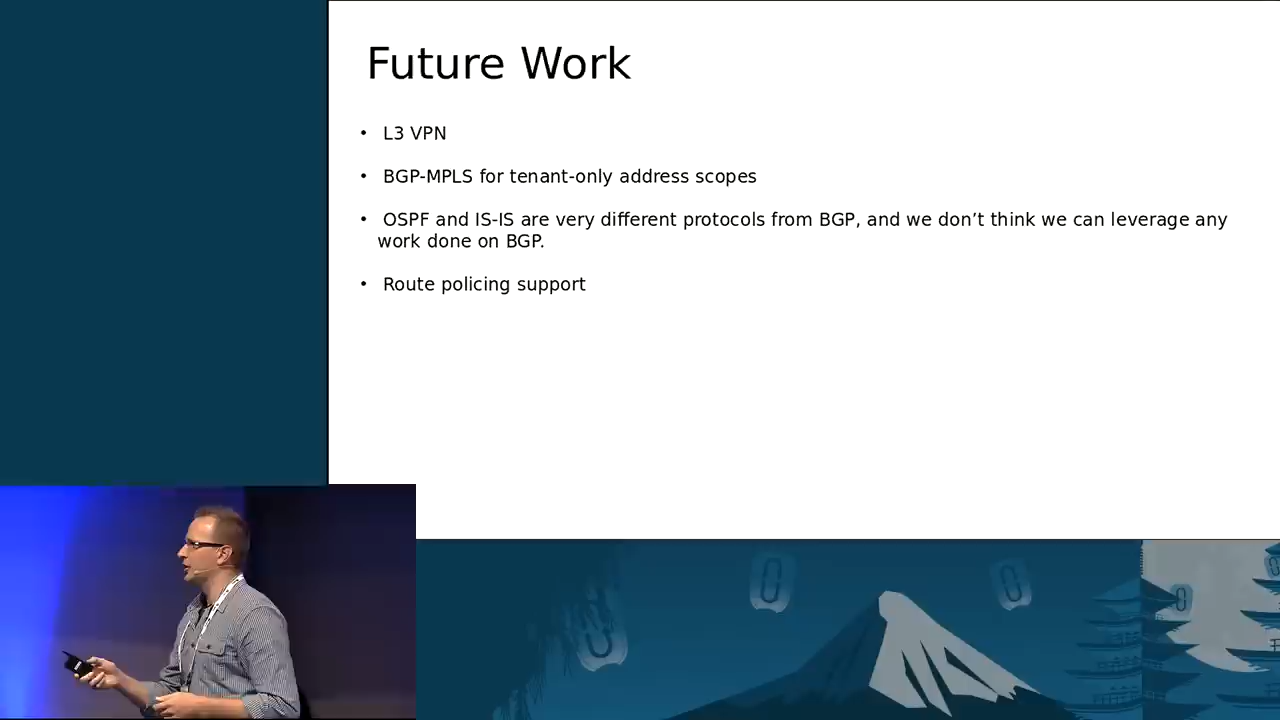 Future Work
• L3 VPN
• BGP-MPLS for tenant-only address scopes
• OSPF and IS-IS are very different protocols from BGP, and we don’t think we can leverage any
work done on BGP.
• Route policing support